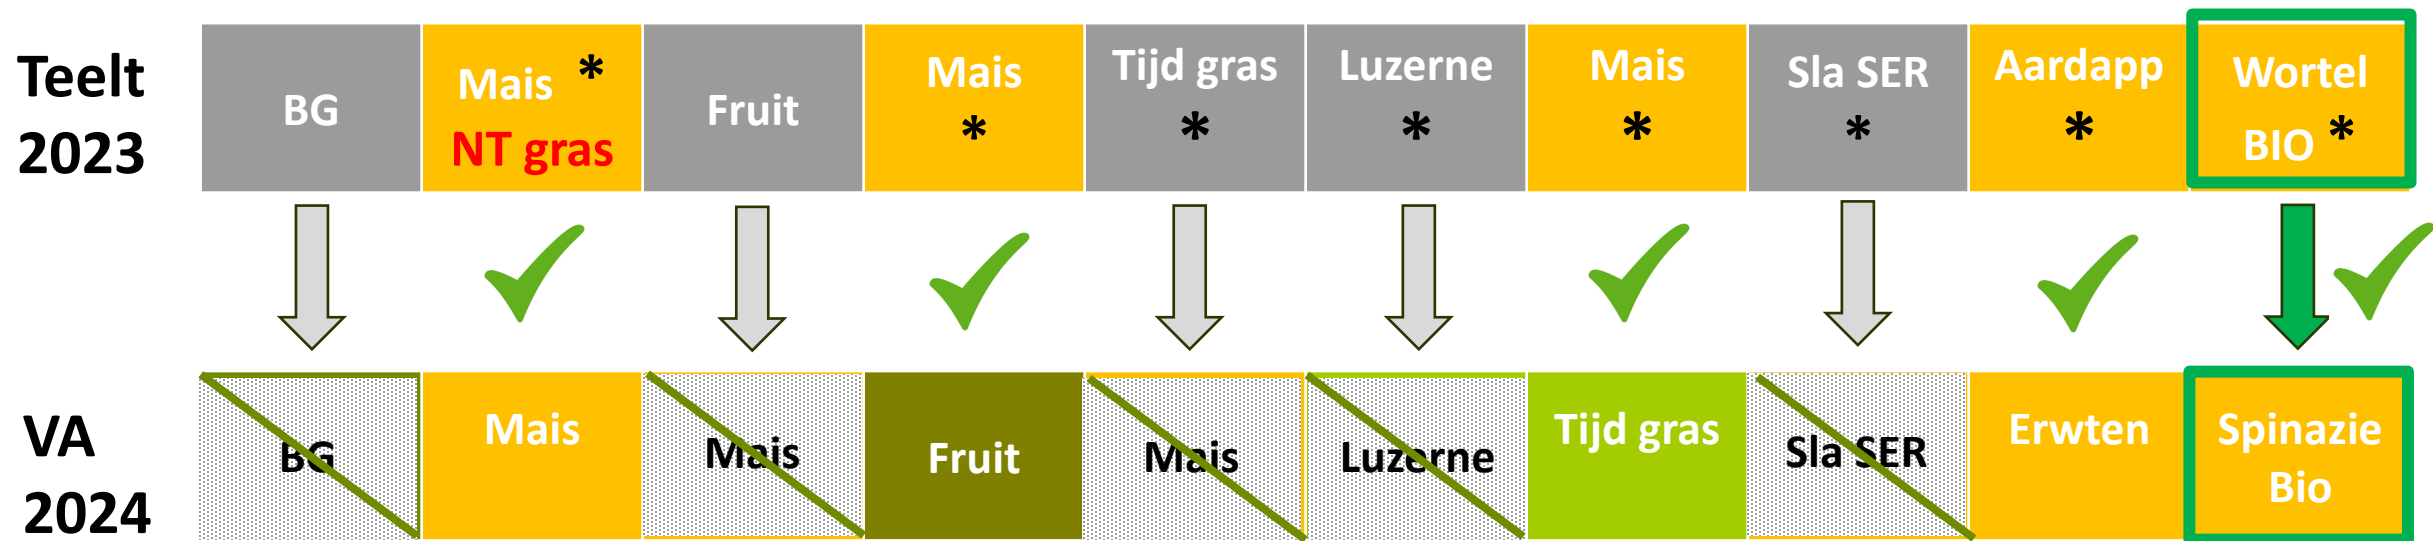 Teelt
2023
BG
Mais *
NT gras
Fruit
Mais
*
Tijd gras
*
Luzerne
*
Mais
*
Sla SER
*
Aardapp
*
Wortel
BIO *
VA
2024
BG
Mais
Mais
Fruit
Mais
Luzerne
Tijd gras
Sla SER
Erwten
Spinazie
Bio